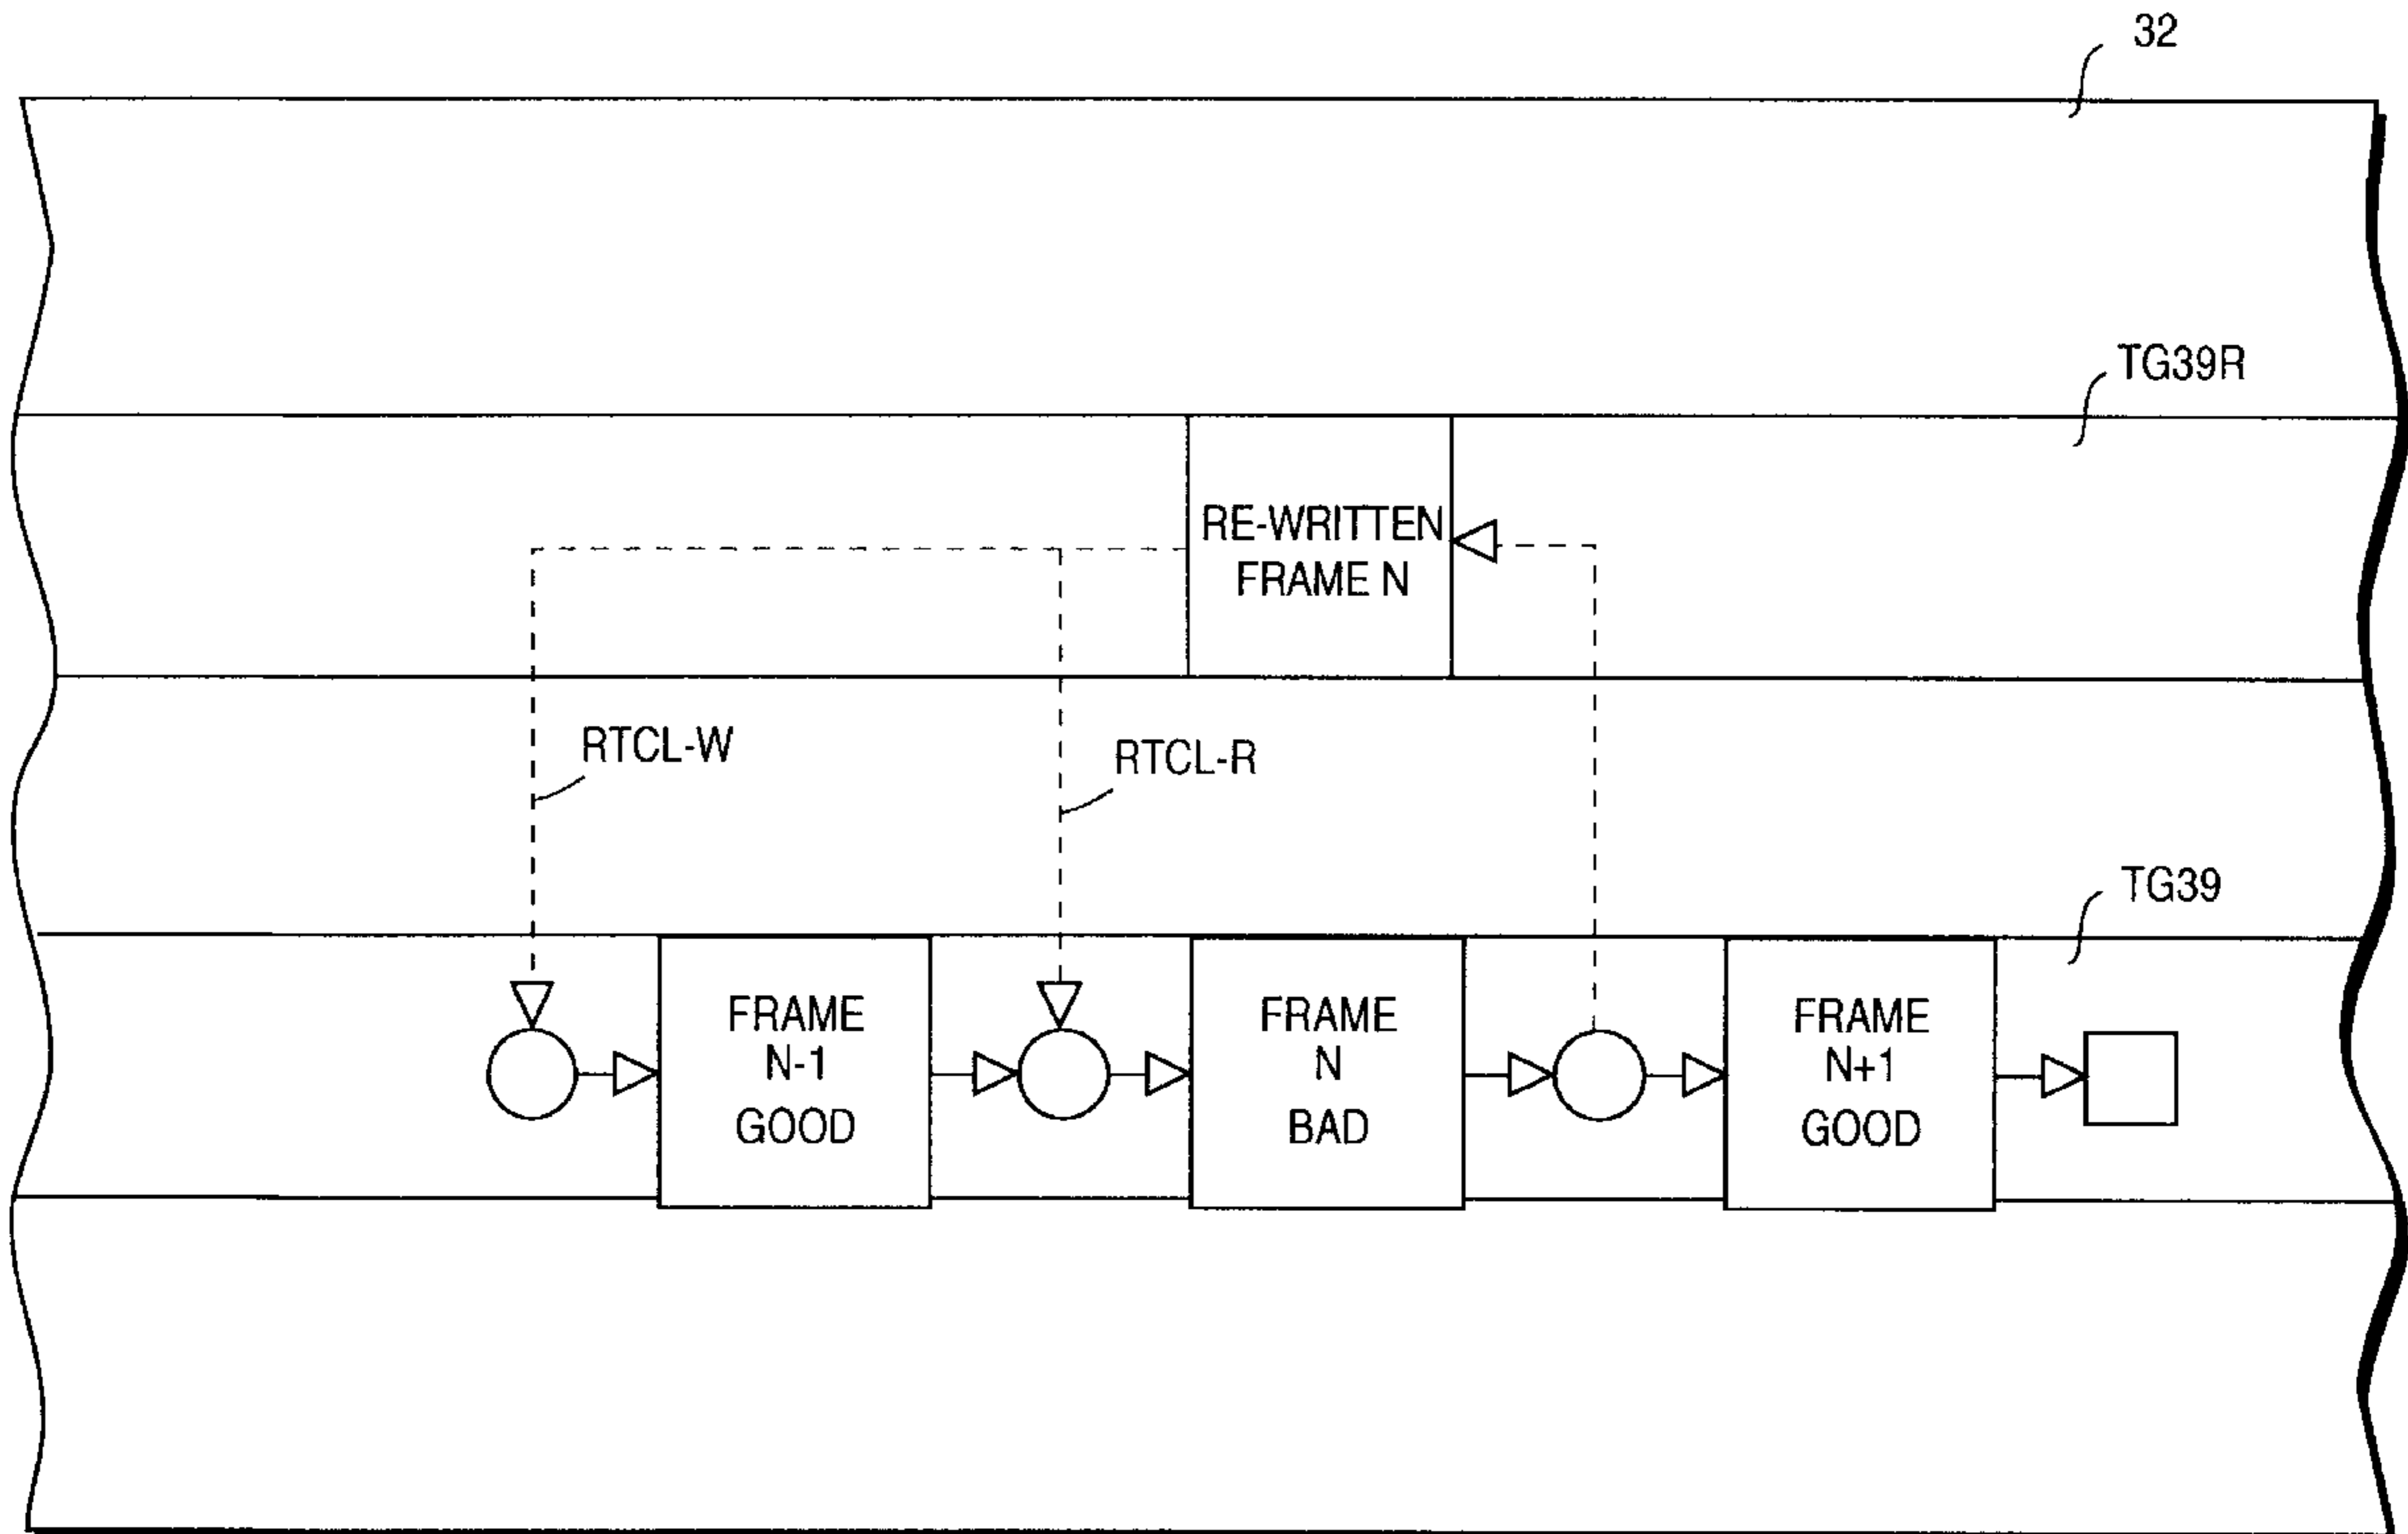 32
TG39R
RE-WRITTEN
FRAME N
RTCL-W
RTCL-R
TG39
FRAME
N-1
GOOD
FRAME
N
BAD
FRAME
N+1
GOOD